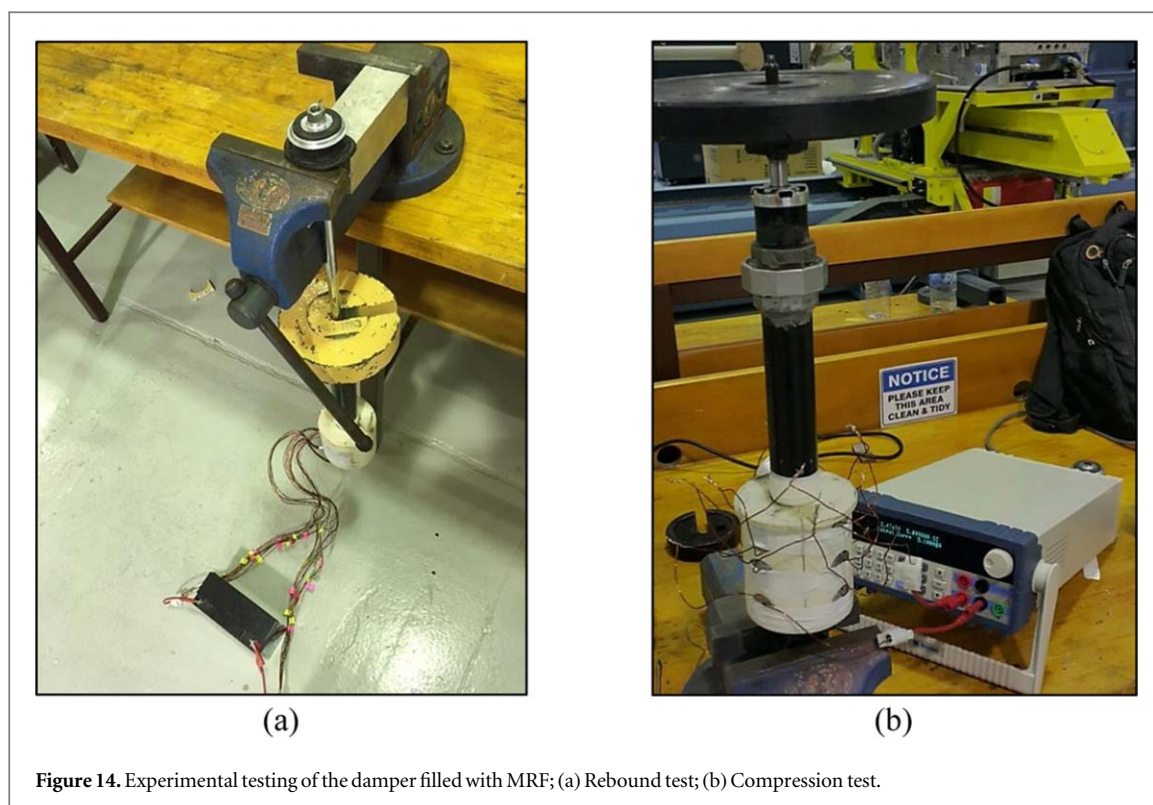 NOTICE
PLEASE KEEP
THIS AREA
CLEAN & TIDY
(a)
(b)
Figure 14. Experimental testing of the damper filled with MRF; (a) Rebound test; (b) Compression test.